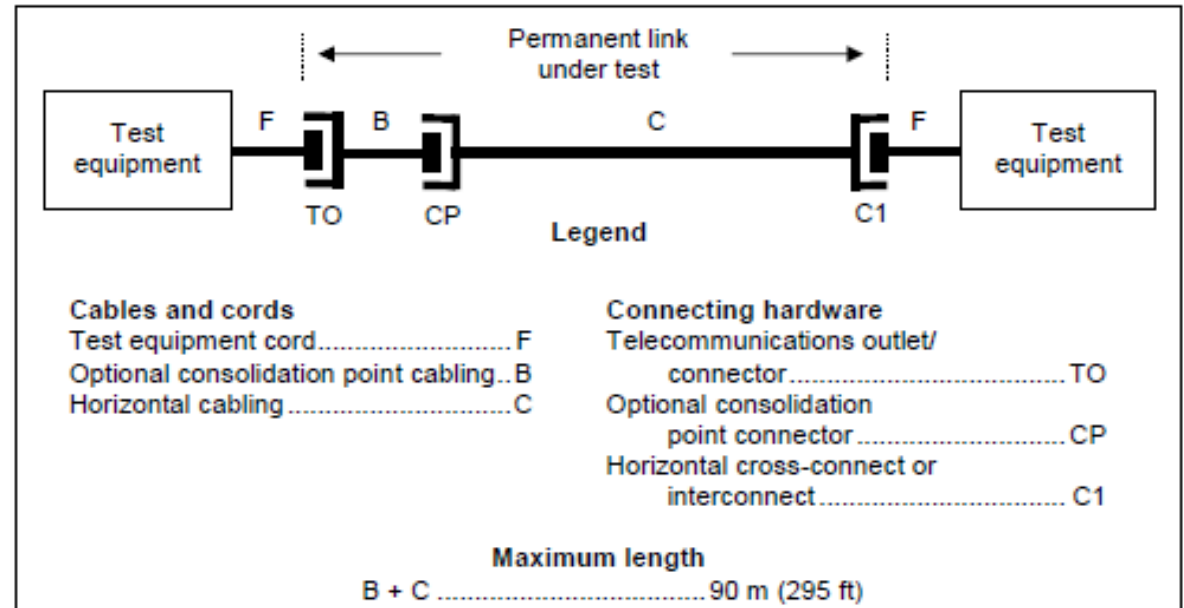 Permanent link
under test
Test
equipment
F
B
C
F
Test
equipment
TO
CP
C1
Legend
Cables and cords
Test equipment cord........................... F
Optional consolidation point cabling..B
Horizontal cabling ................................C
Connecting hardware
Telecommunications outlet/
connector..................................... TO
Optional consolidation
point connector ............................ CP
Horizontal cross-connect or
interconnect ................................. C1
Maximum length
B + C ...................................90 m (295 ft)